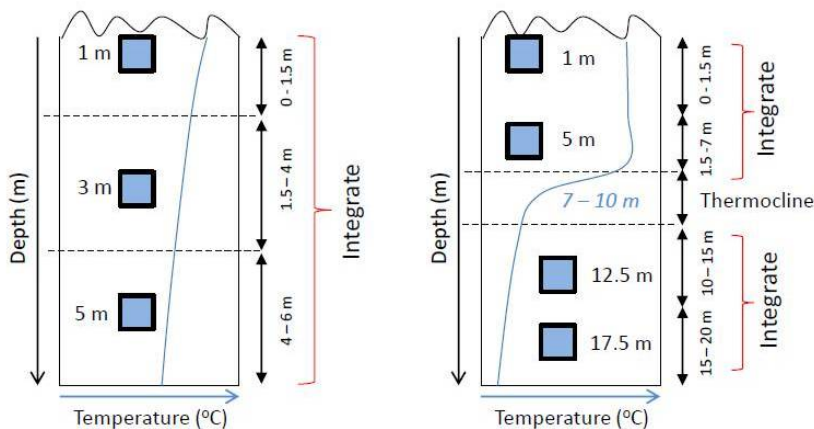 1 m
0 - 1.5 m
3 m
1.5 – 4 m
5 m
4 – 6 m
Integrate
Depth (m)
Temperature (ºC)
1 m
0 - 1.5 m
5 m
1.5 -7 m
Integrate
7 – 10 m
Thermocline
12.5 m
10 – 15 m
17.5 m
15 – 20 m
Integrate
Depth (m)
Temperature (ºC)